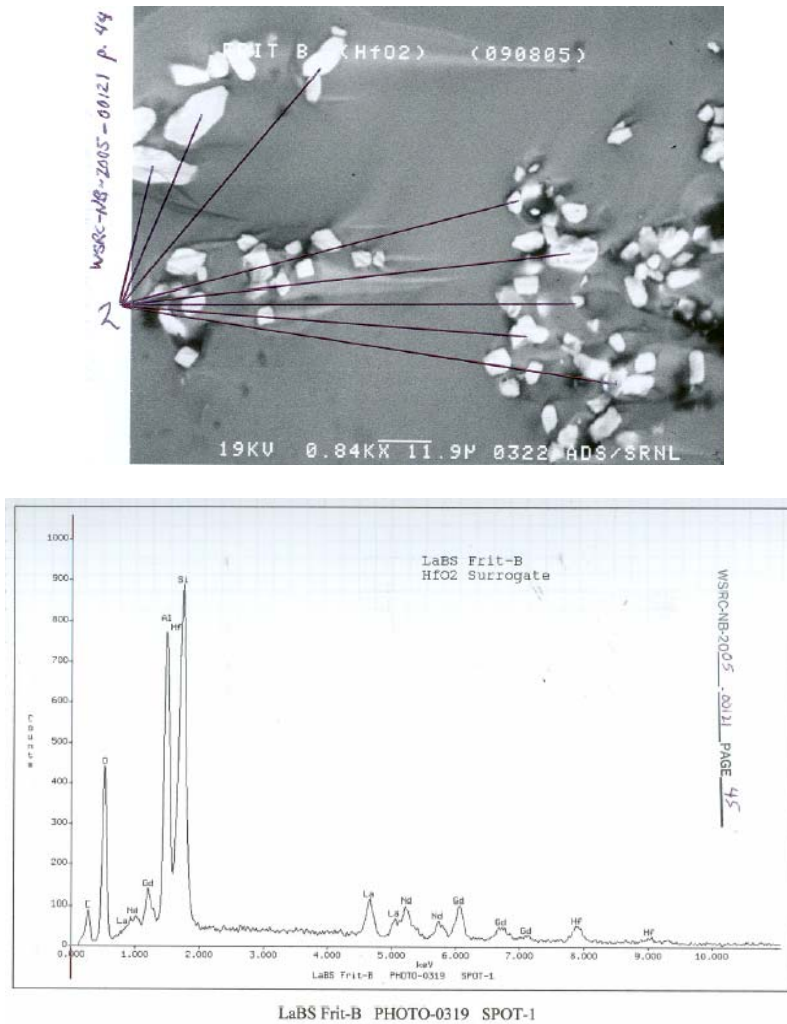 WSRC-NB-2005-00121 p. 44
FRIT B (HfO2) (090805)
2
19KV 0.84KX 11.9µ 0322 ADS/SRNL
LaBS Frit-B
HfO2 Surrogate
WSRC-NB-2005-00121 PAGE 45
Counts
1000
900
800
700
600
500
400
300
200
100
0
C
O
La
Nd
Gd
Al
Hf
Si
La
La
Nd
Nd
Gd
Gd
Gd
Hf
Hf
0.000 1.000 2.000 3.000 4.000 5.000 6.000 7.000 8.000 9.000 10.000
keV
LaBS Frit-B PHOTO-0319 SPOT-1
LaBS Frit-B PHOTO-0319 SPOT-1